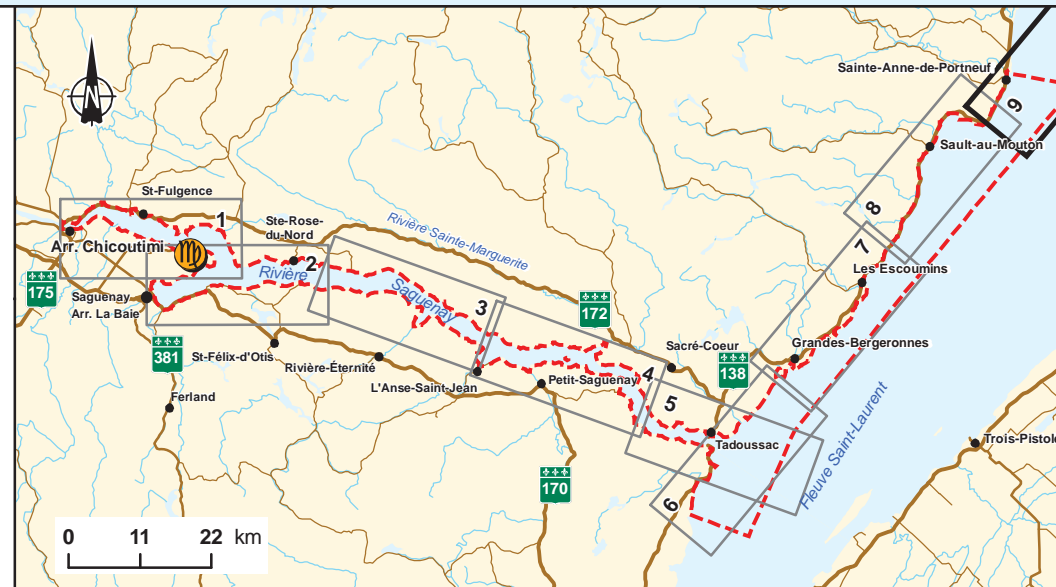 Sainte-Anne-de-Portneuf
9
N
Sault-au-Mouton
St-Fulgence
8
1
Ste-Rose-
du-Nord
Rivière Sainte-Marguerite
Arr. Chicoutimi
7
2
Rivière
Les Escoumins
175
Saguenay
Saguenay
Arr. La Baie
3
172
381
St-Félix-d'Otis
Sacré-Coeur
Grandes-Bergeronnes
Rivière-Éternité
138
4
L'Anse-Saint-Jean
Petit-Saguenay
Ferland
5
Fleuve Saint-Laurent
Tadoussac
Trois-Pistole
170
6
0 11 22 km